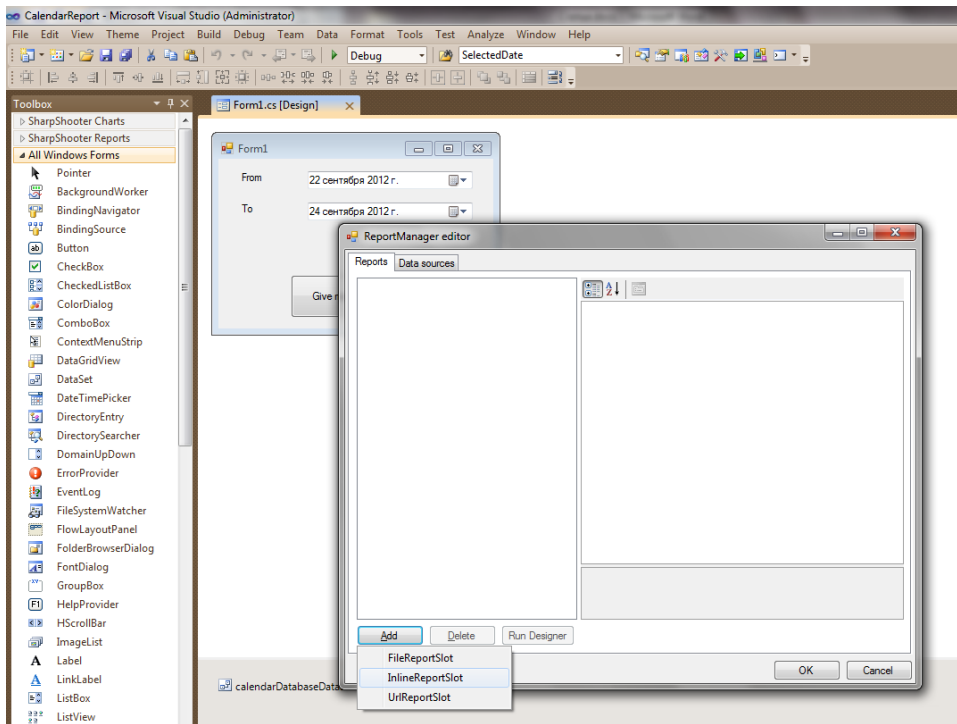 CalendarReport - Microsoft Visual Studio (Administrator)
File Edit View Theme Project Build Debug Team Data Format Tools Test Analyze Window Help
Debug SelectedDate
Toolbox
Form1.cs [Design]
SharpShooter Charts
SharpShooter Reports
All Windows Forms
Pointer
BackgroundWorker
BindingNavigator
BindingSource
Button
CheckBox
CheckedListBox
ColorDialog
ComboBox
ContextMenuStrip
DataGridView
DataSet
DateTimePicker
DirectoryEntry
DirectorySearcher
DomainUpDown
ErrorProvider
EventLog
FileSystemWatcher
FlowLayoutPanel
FolderBrowserDialog
FontDialog
GroupBox
HelpProvider
HScrollBar
ImageList
Label
LinkLabel
ListBox
ListView
Form1
From 22 сентября 2012 г.
To 24 сентября 2012 г.
Give
ReportManager editor
Reports Data sources
Add Delete Run Designer
FileReportSlot
InlineReportSlot
UrlReportSlot
OK Cancel
calendarDatabaseData